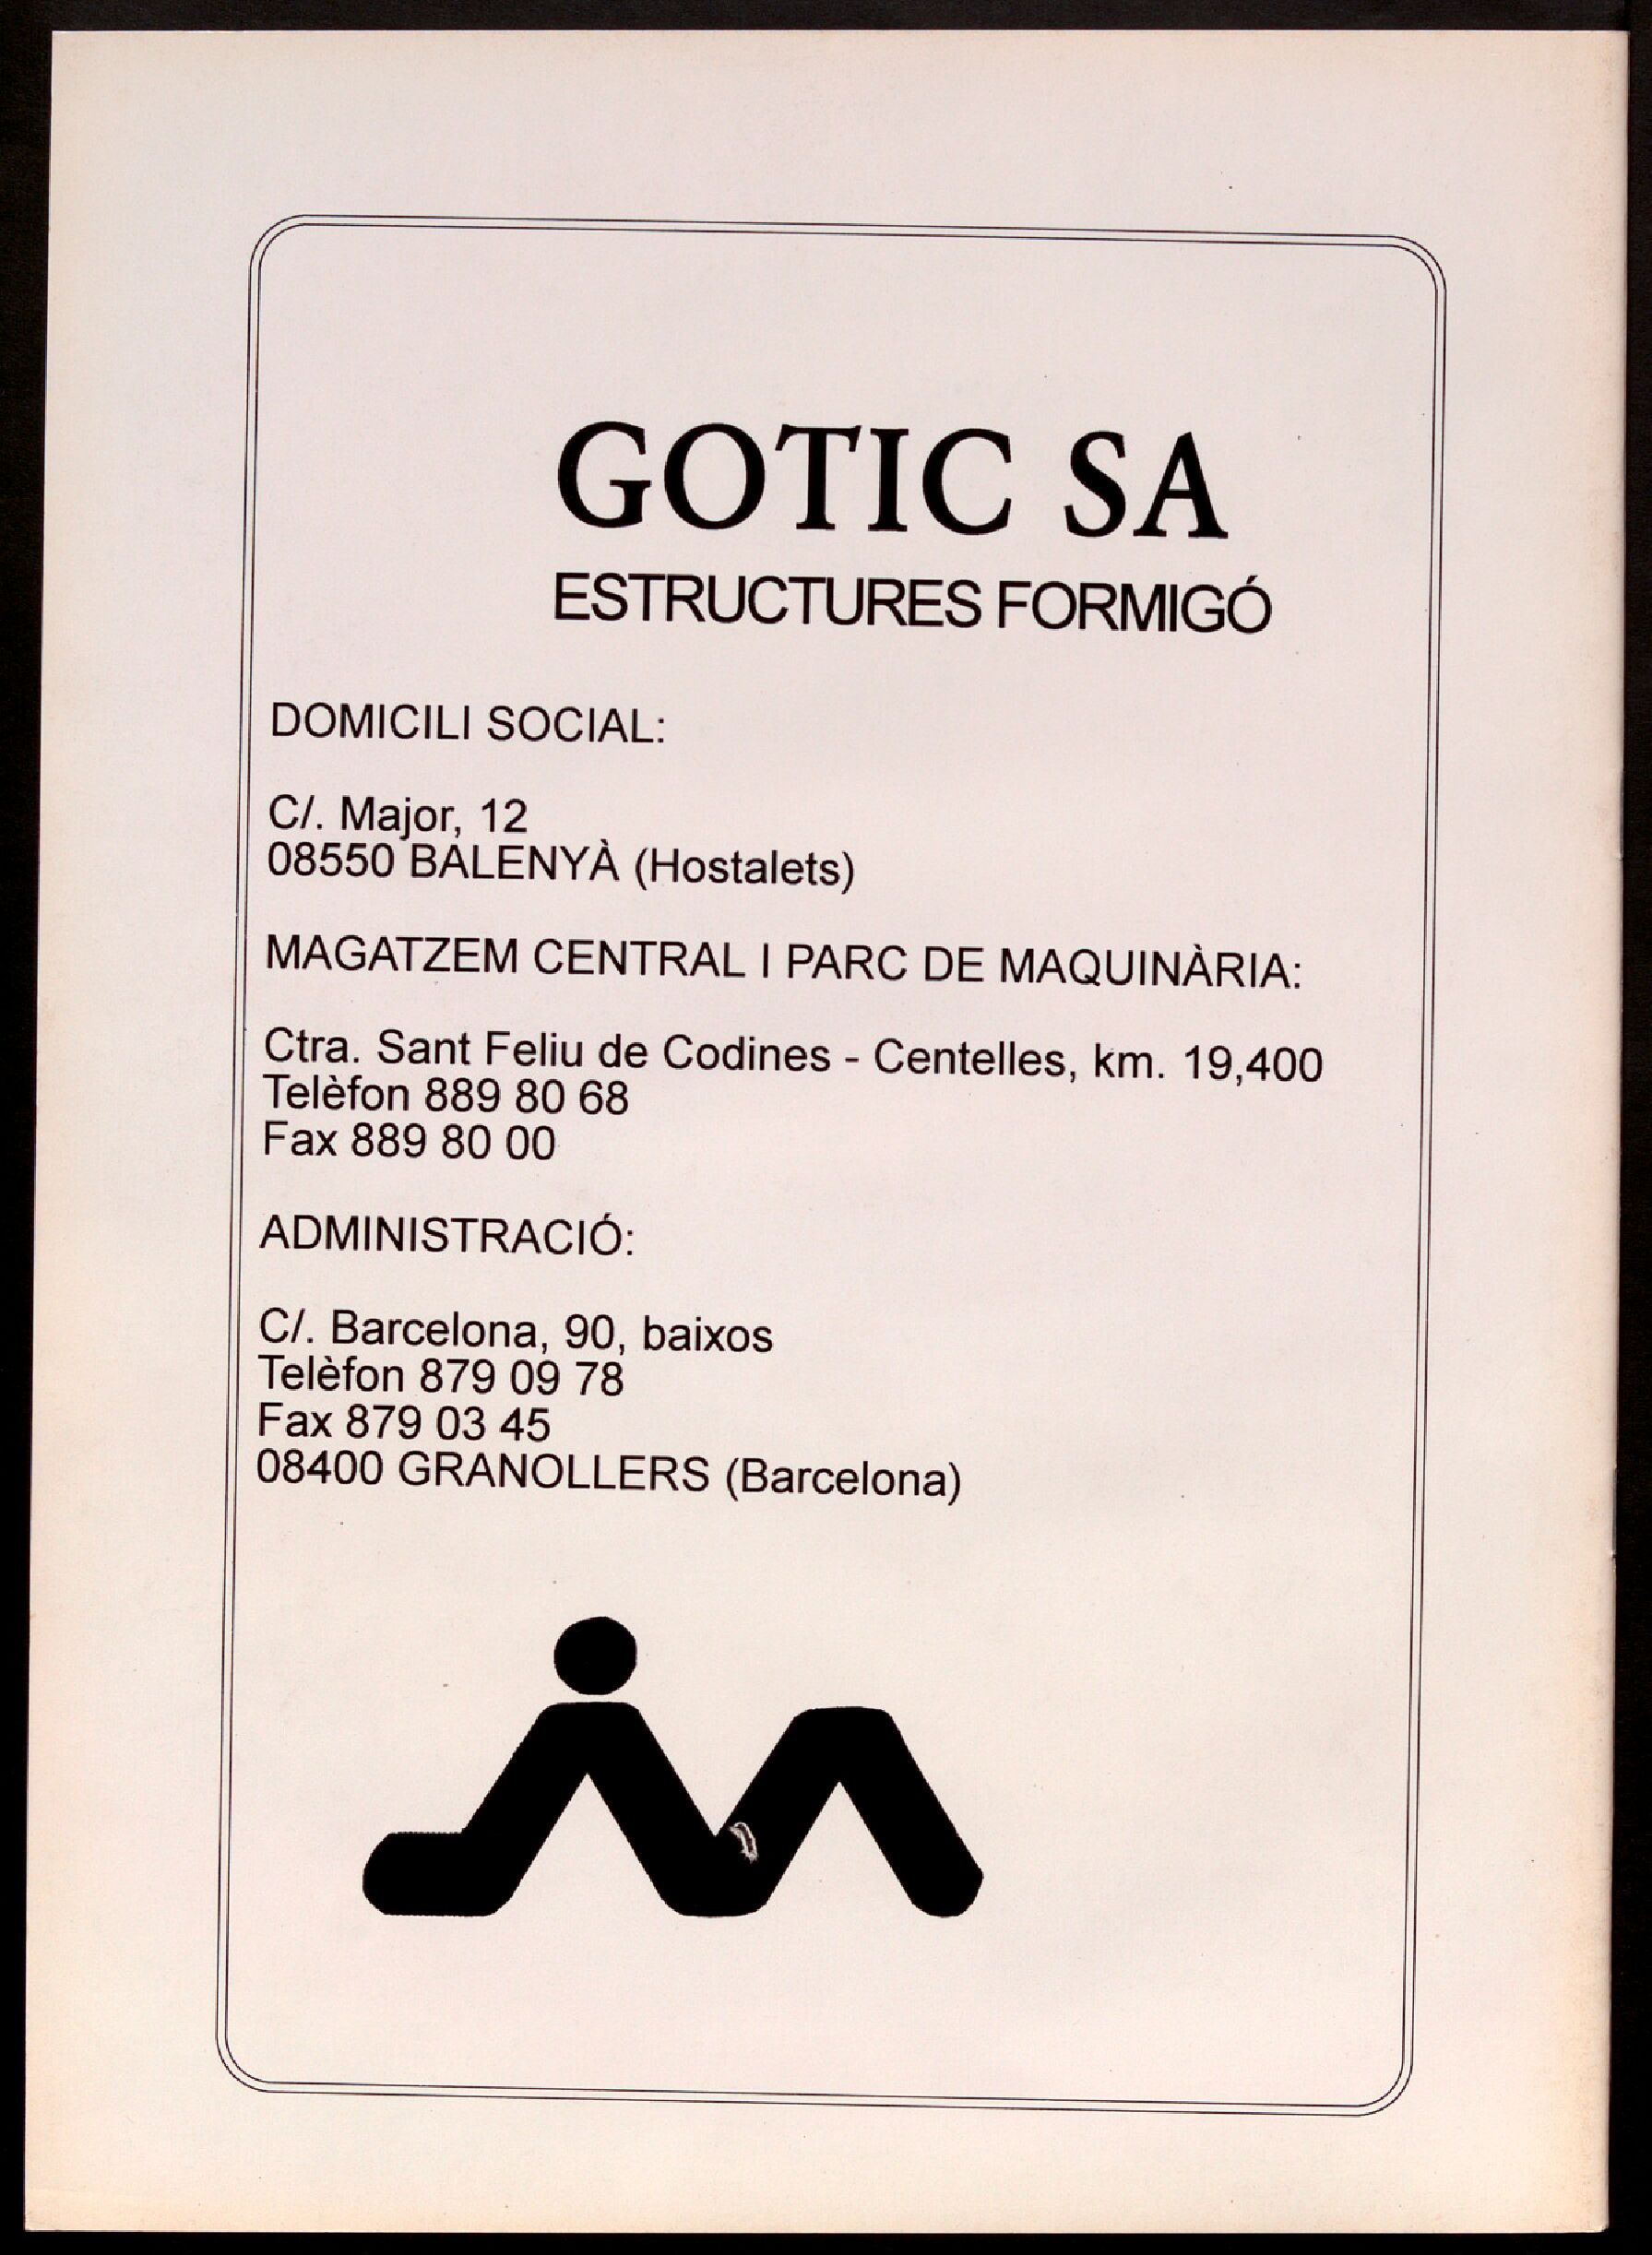 GOTIC SA
ESTRUCTURES FORMIGÓ
DOMICILI SOCIAL:
C/. Major, 12
08550 BALENYÀ (Hostalets)
MAGATZEM CENTRAL I PARC DE MAQUINÀRIA:
Ctra. Sant Feliu de Codines - Centelles, km. 19,400
Telèfon 889 80 68
Fax 889 80 00
ADMINISTRACIÓ:
C/. Barcelona, 90, baixos
Telèfon 879 09 78
Fax 879 03 45
08400 GRANOLLERS (Barcelona)